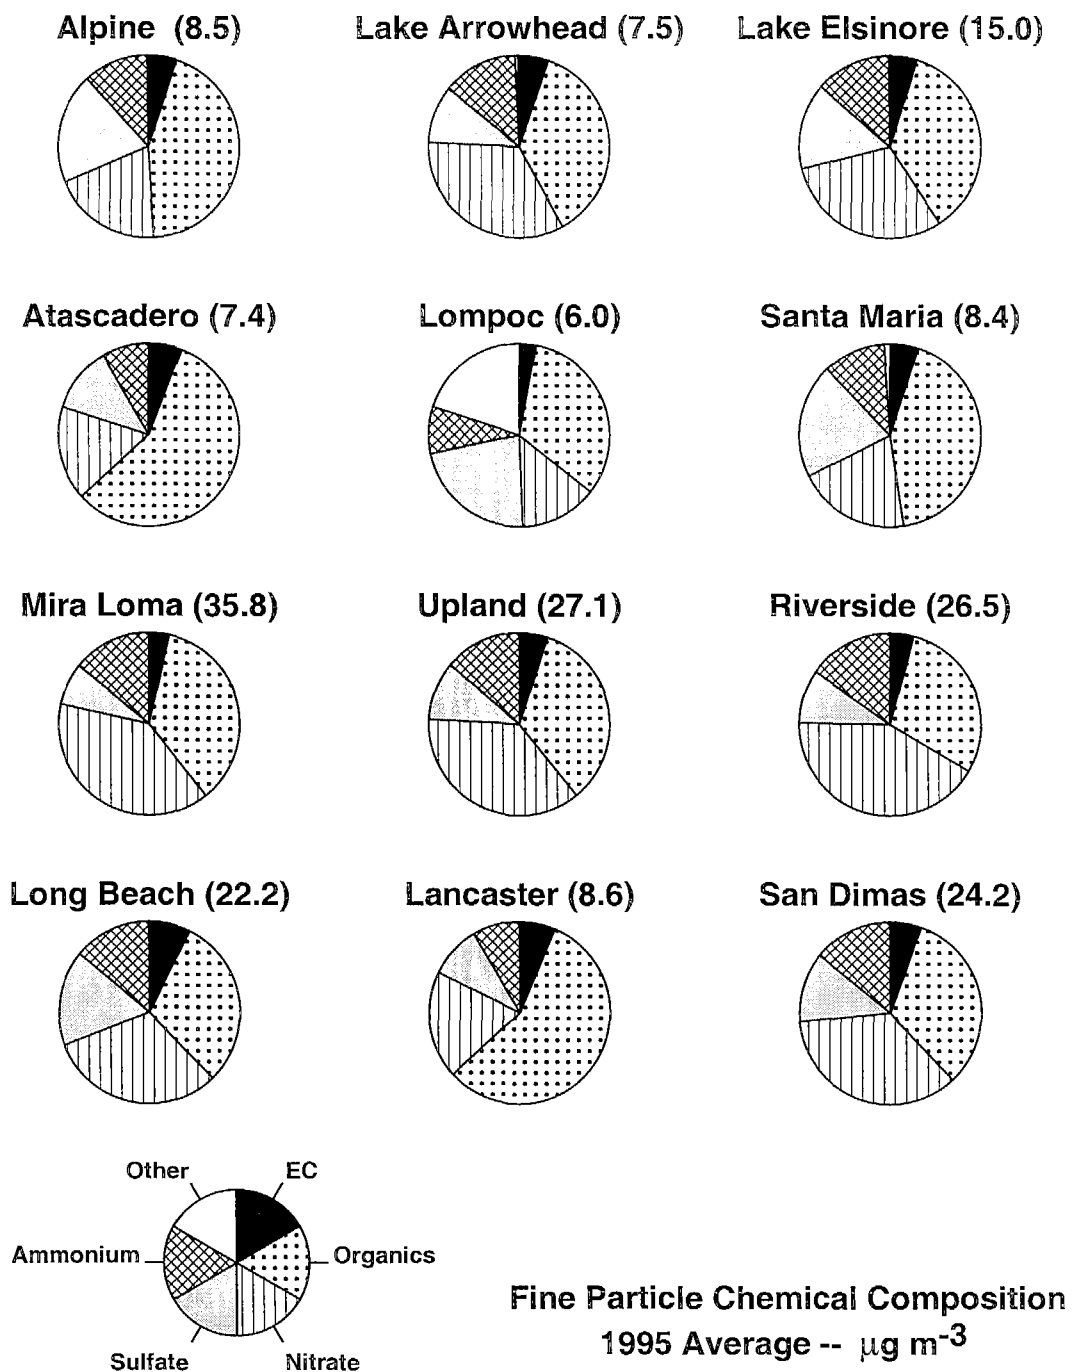 Alpine (8.5)
Lake Arrowhead (7.5)
Lake Elsinore (15.0)
Atascadero (7.4)
Lompoc (6.0)
Santa Maria (8.4)
Mira Loma (35.8)
Upland (27.1)
Riverside (26.5)
Long Beach (22.2)
Lancaster (8.6)
San Dimas (24.2)
Other
EC
Ammonium
Organics
Sulfate
Nitrate
Fine Particle Chemical Composition
1995 Average -- μg m-3